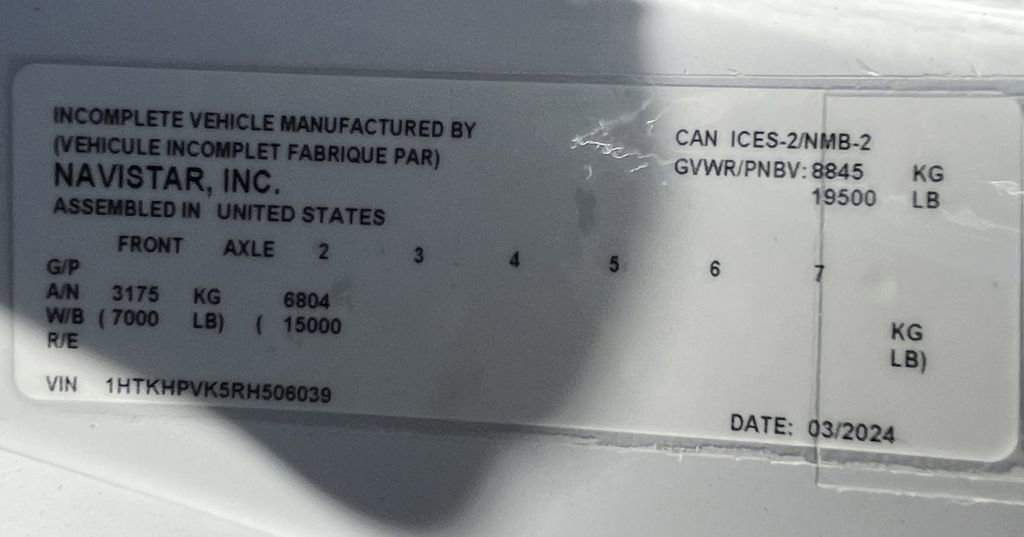 INCOMPLETE VEHICLE MANUFACTURED BY
(VEHICULE INCOMPLET FABRIQUE PAR)
NAVISTAR, INC.
ASSEMBLED IN UNITED STATES
CAN ICES-2/NMB-2
GVWR/PNBV: 8845 KG
19500 LB
FRONT AXLE 2 3 4 5 6 7
G/P
A/N 3175 KG 6804 KG
W/B ( 7000 LB) ( 15000 LB)
R/E
VIN 1HTKHPVK5RH506039
DATE: 03/2024